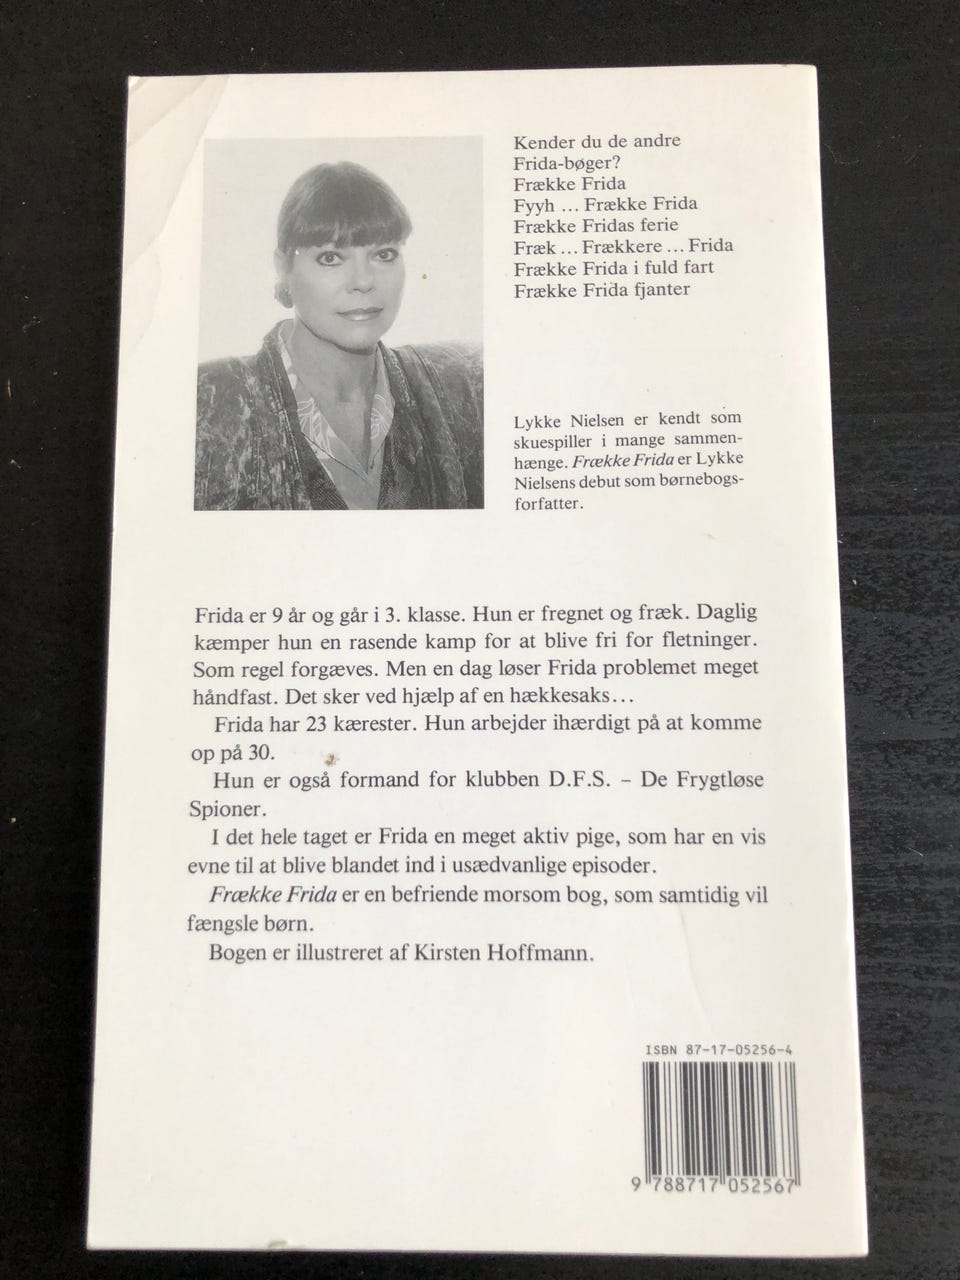 Kender du de andre
Frida-bøger?
Frække Frida
Fyyh ... Frække Frida
Frække Fridas ferie
Fræk ... Frækkere ... Frida
Frække Frida i fuld fart
Frække Frida fjanter
Lykke Nielsen er kendt som
skuespiller i mange sammen-
hænge. Frække Frida er Lykke
Nielsens debut som børnebogs-
forfatter.
Frida er 9 år og går i 3. klasse. Hun er fregnet og fræk. Daglig
kæmper hun en rasende kamp for at blive fri for fletninger.
Som regel forgæves. Men en dag løser Frida problemet meget
håndfast. Det sker ved hjælp af en hækkesaks...
Frida har 23 kærester. Hun arbejder ihærdigt på at komme
op på 30.
Hun er også formand for klubben D.F.S. – De Frygtløse
Spioner.
I det hele taget er Frida en meget aktiv pige, som har en vis
evne til at blive blandet ind i usædvanlige episoder.
Frække Frida er en befriende morsom bog, som samtidig vil
fængsle børn.
Bogen er illustreret af Kirsten Hoffmann.
ISBN 87-17-05256-4
9 788717 052567